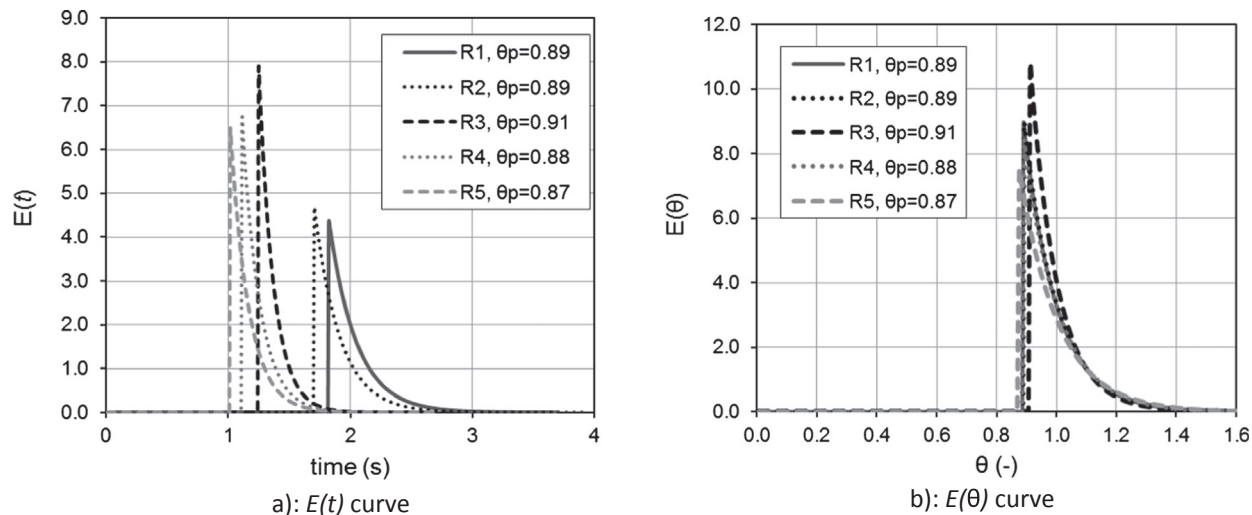 9.0
8.0
7.0
6.0
5.0
4.0
3.0
2.0
1.0
0.0
E(t)
0 1 2 3 4
time (s)
R1, θp=0.89
R2, θp=0.89
R3, θp=0.91
R4, θp=0.88
R5, θp=0.87
a): E(t) curve
12.0
10.0
8.0
6.0
4.0
2.0
0.0
E(θ)
0.0 0.2 0.4 0.6 0.8 1.0 1.2 1.4 1.6
θ (-)
R1, θp=0.89
R2, θp=0.89
R3, θp=0.91
R4, θp=0.88
R5, θp=0.87
b): E(θ) curve